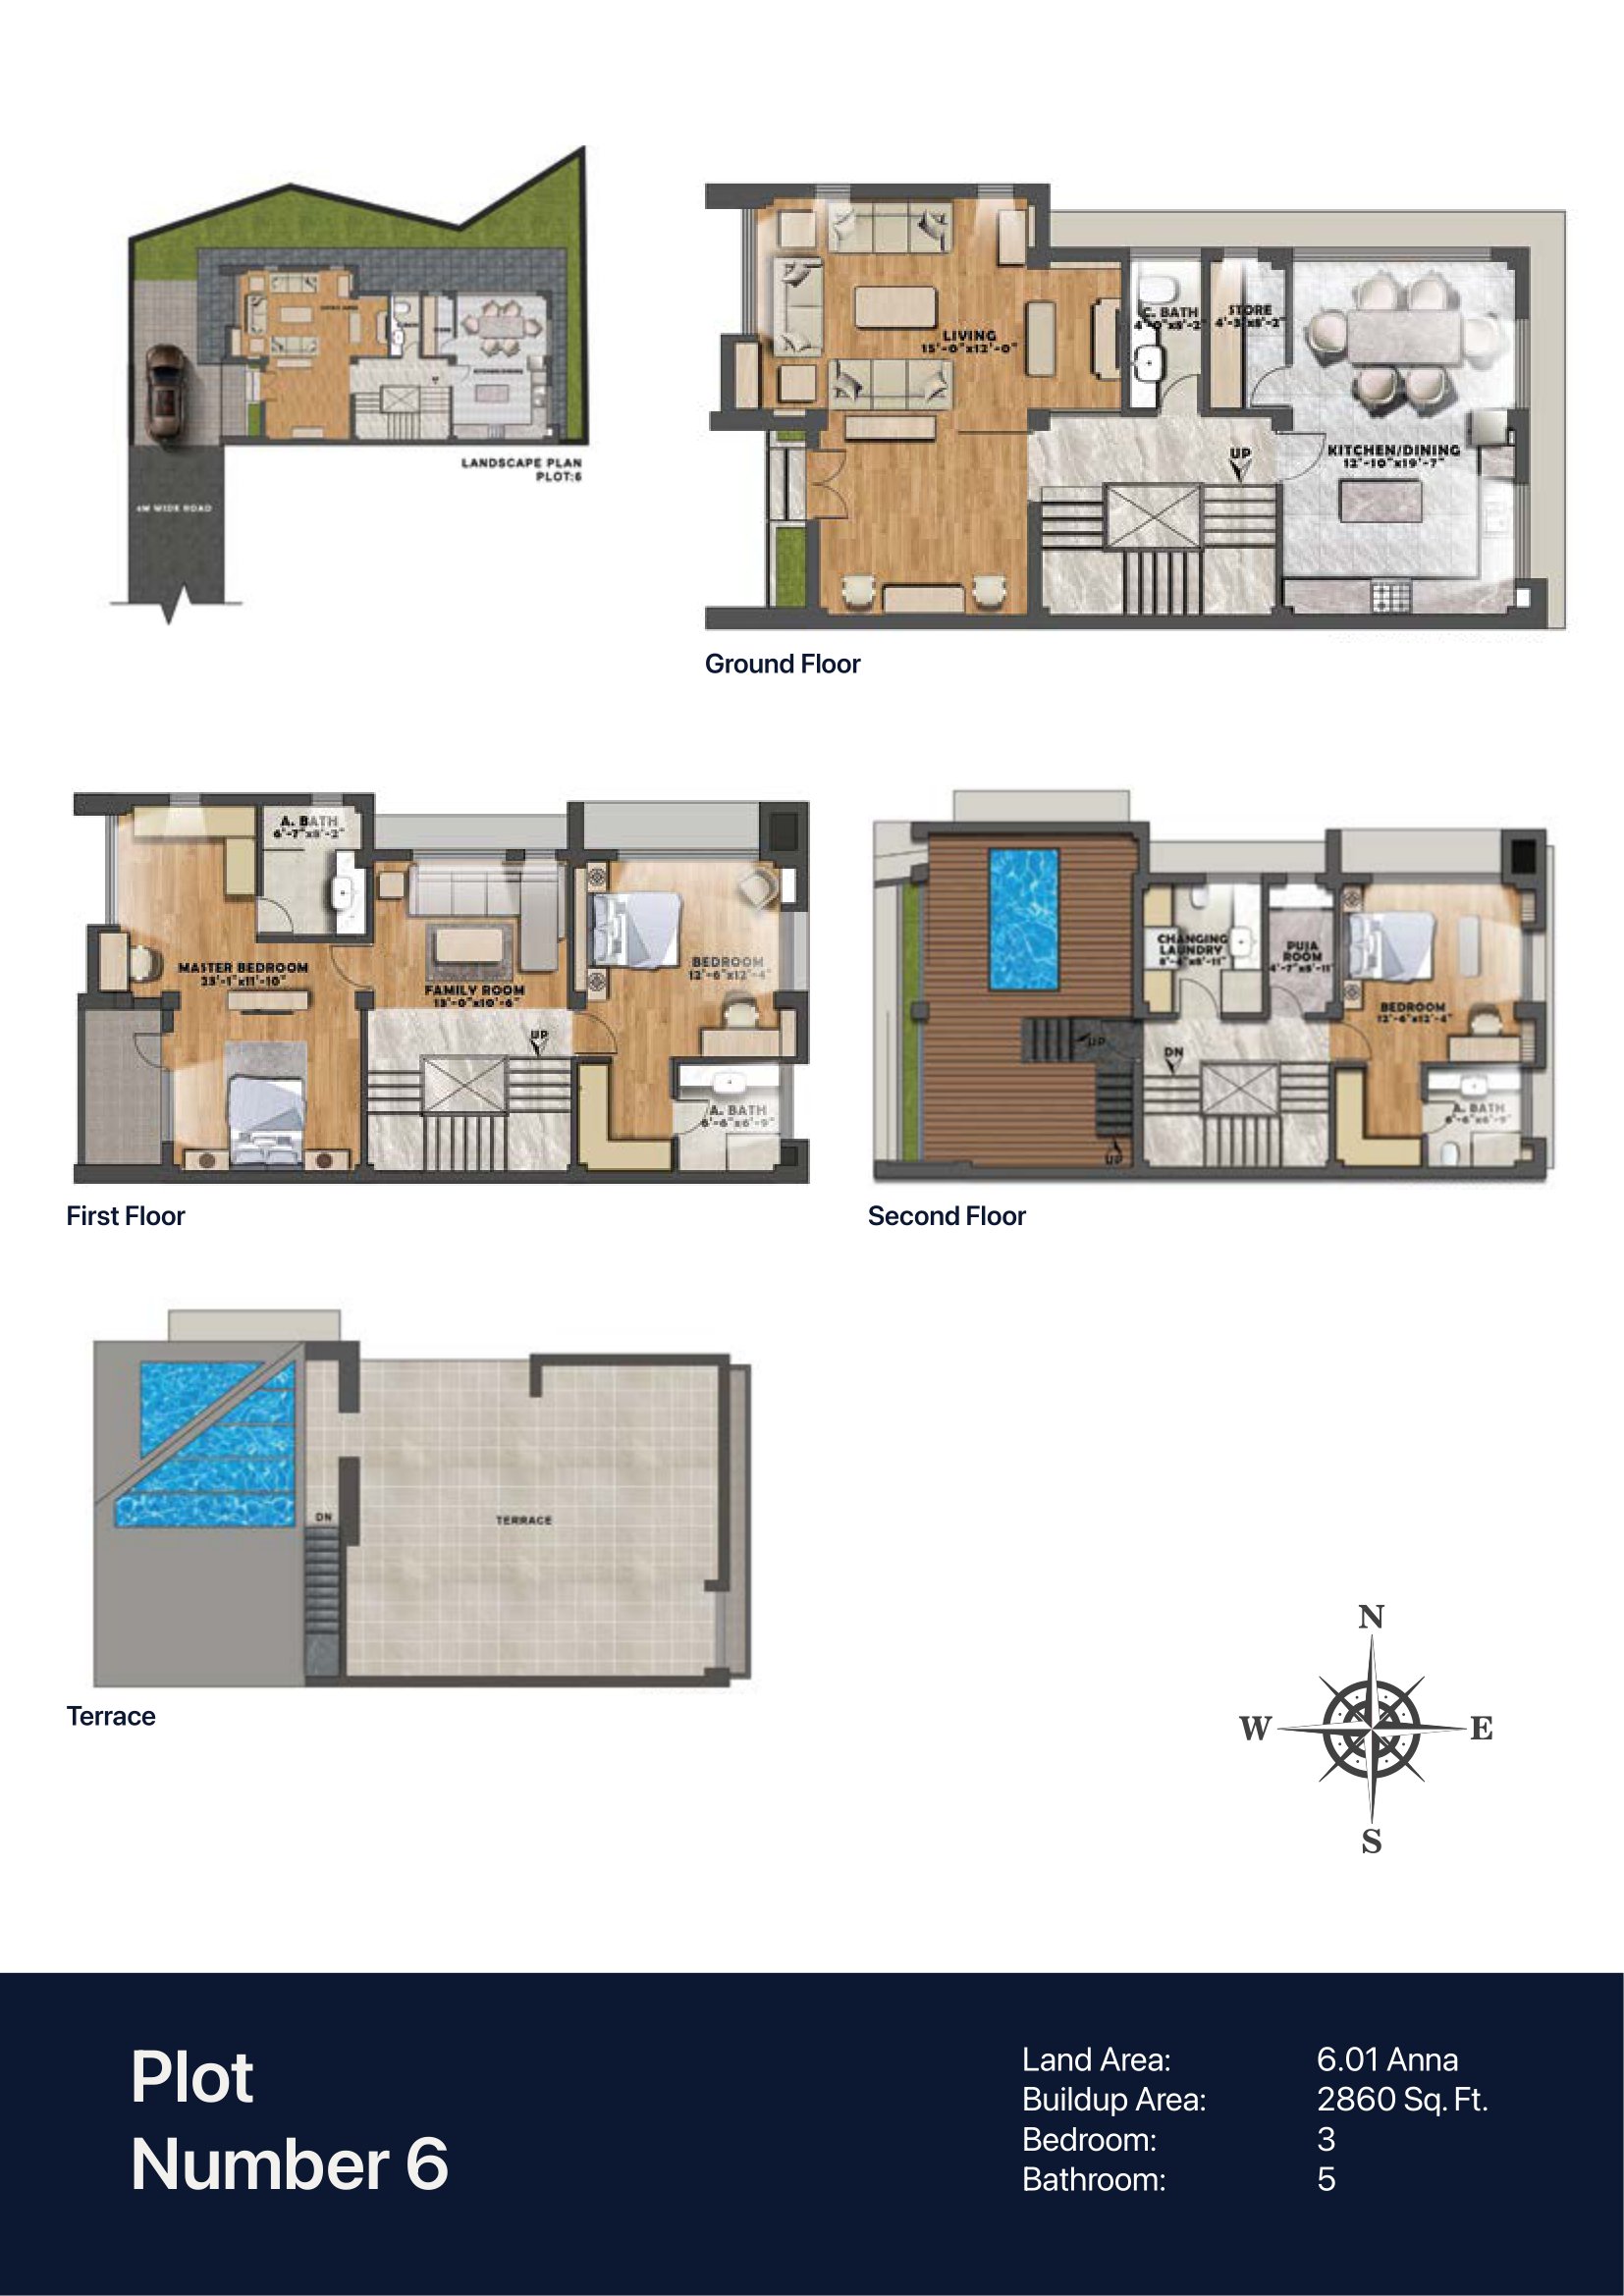 LANDSCAPE PLAN
PLOT:6
4M WIDE ROAD
LIVING
15'-0"x12'-0"
C. BATH
4'-0"x8'-2"
STORE
4'-3"x8'-2"
KITCHEN/DINING
12'-10"x19'-7"
UP
Ground Floor
A. BATH
6'-7"x8'-2"
MASTER BEDROOM
23'-1"x11'-10"
FAMILY ROOM
13'-0"x10'-6"
BEDROOM
12'-6"x12'-4"
UP
A. BATH
6'-6"x6'-9"
First Floor
CHANGING
LAUNDRY
8'-4"x8'-11"
PUJA
ROOM
4'-7"x8'-11"
BEDROOM
12'-6"x12'-4"
UP
DN
A. BATH
6'-6"x6'-9"
UP
Second Floor
DN
TERRACE
Terrace
N
W
E
S
Plot
Number 6
Land Area: 6.01 Anna
Buildup Area: 2860 Sq. Ft.
Bedroom: 3
Bathroom: 5